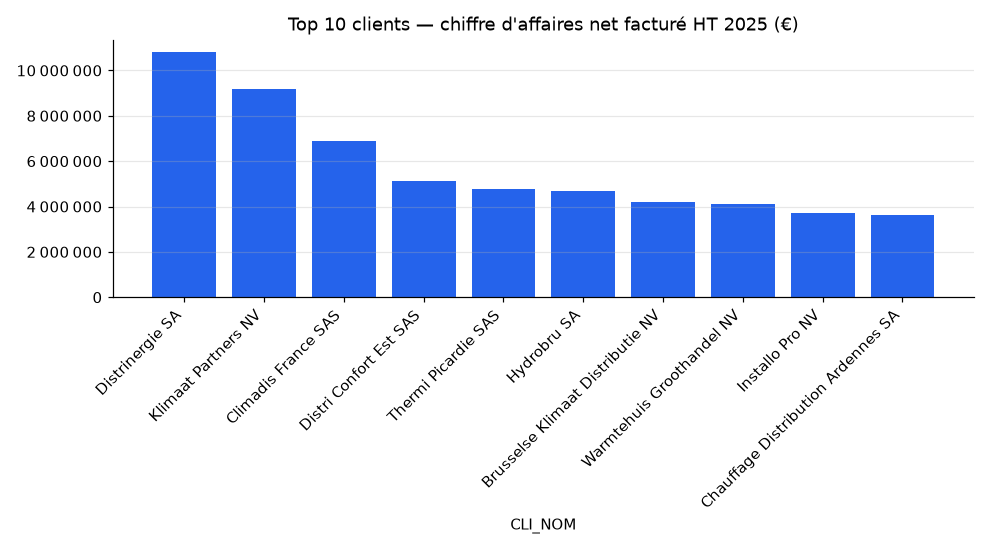 Top 10 clients — chiffre d'affaires net facturé HT 2025 (€)
10 000 000
8 000 000
6 000 000
4 000 000
2 000 000
0
Distrinergie SA
Klimaat Partners NV
Climadis France SAS
Distri Confort Est SAS
Thermi Picardie SAS
Hydrobru SA
Brusselse Klimaat Distributie NV
Warmtehuis Groothandel NV
Installo Pro NV
Chauffage Distribution Ardennes SA
CLI_NOM